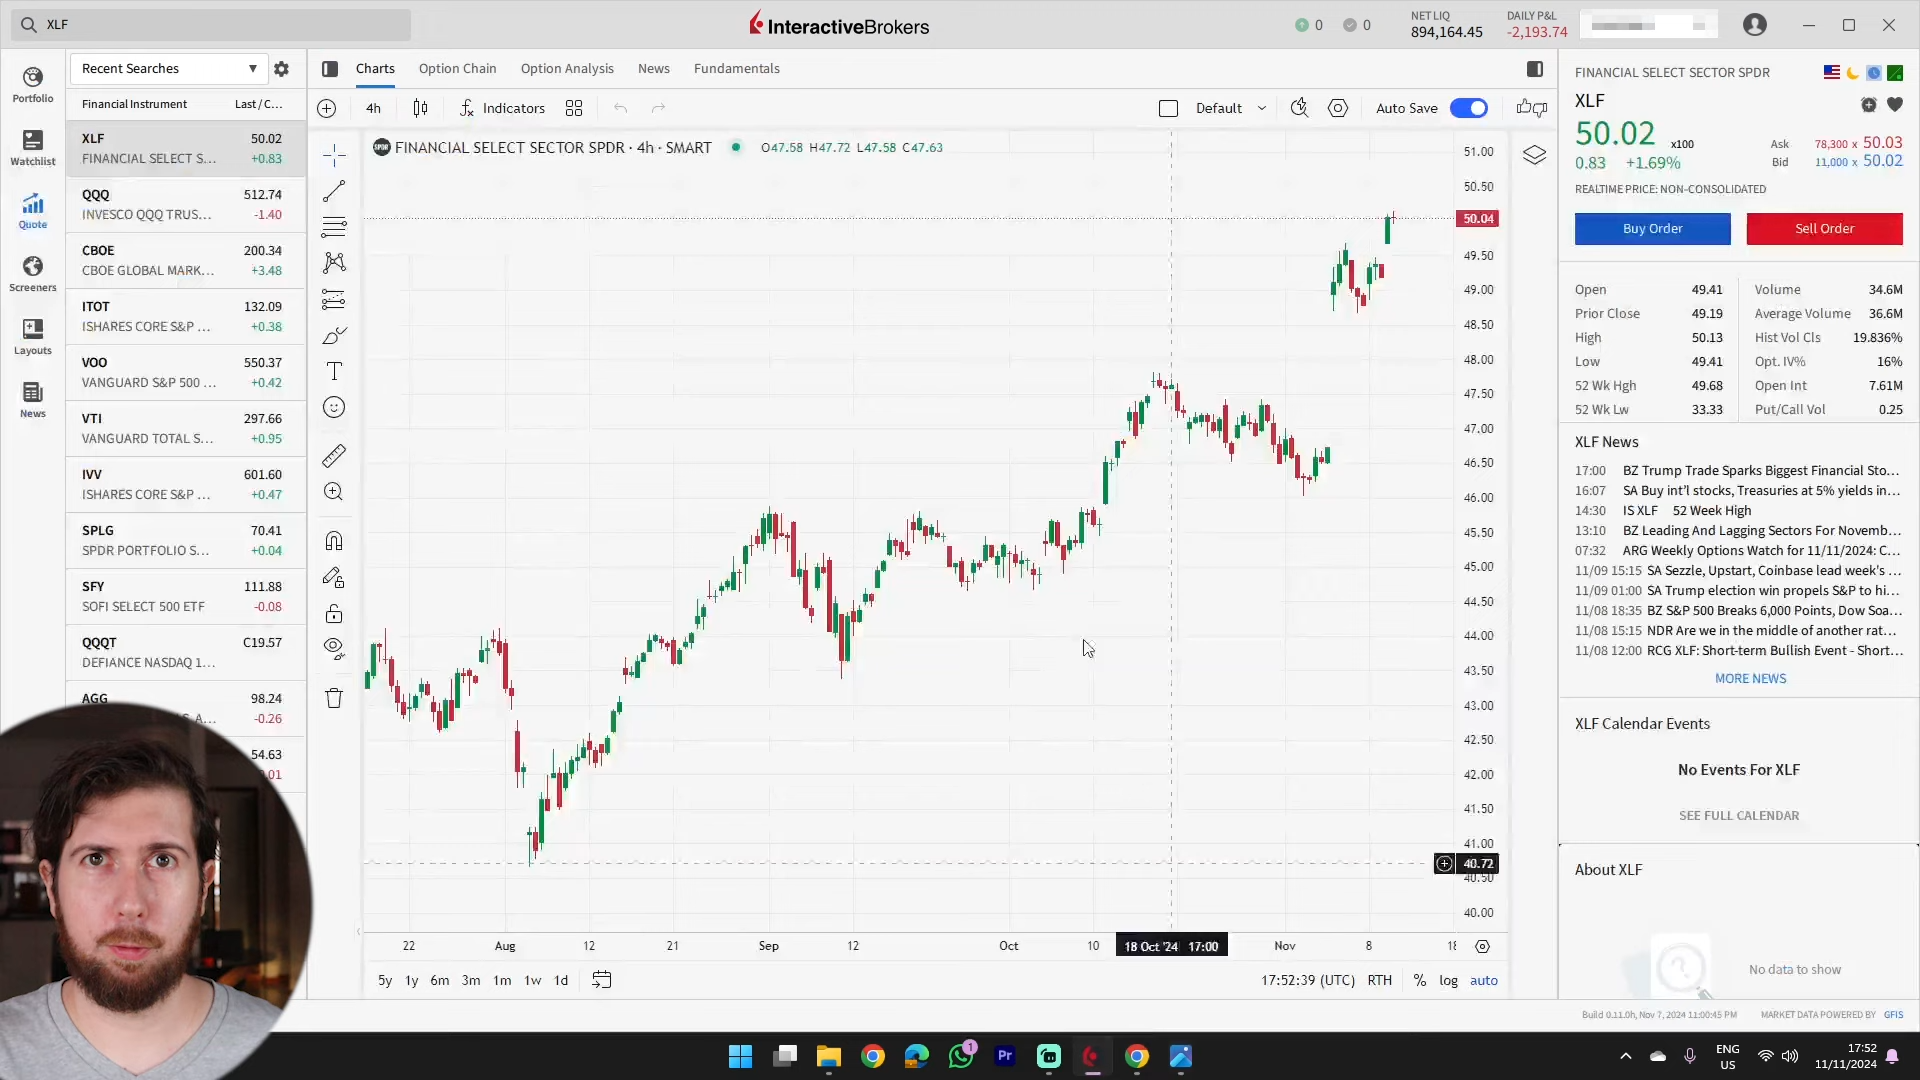 XLF
InteractiveBrokers
0
0
NET LIQ
894,164.45
DAILY P&L
-2,193.74
Portfolio
Watchlist
Quote
Screeners
Layouts
News
Recent Searches
Financial Instrument Last / C...
XLF 50.02
FINANCIAL SELECT S... +0.83
QQQ 512.74
INVESCO QQQ TRUS... -1.40
CBOE 200.34
CBOE GLOBAL MARK... +3.48
ITOT 132.09
ISHARES CORE S&P ... +0.38
VOO 550.37
VANGUARD S&P 500 ... +0.42
VTI 297.66
VANGUARD TOTAL S... +0.95
IVV 601.60
ISHARES CORE S&P ... +0.47
SPLG 70.41
SPDR PORTFOLIO S... +0.04
SFY 111.88
SOFI SELECT 500 ETF -0.08
QQQT C19.57
DEFIANCE NASDAQ 1...
AGG 98.24
-0.26
54.63
Charts Option Chain Option Analysis News Fundamentals
4h Indicators Default Auto Save
SPDR FINANCIAL SELECT SECTOR SPDR · 4h · SMART O47.58 H47.72 L47.58 C47.63
51.00
50.50
50.04
49.50
49.00
48.50
48.00
47.50
47.00
46.50
46.00
45.50
45.00
44.50
44.00
43.50
43.00
42.50
42.00
41.50
41.00
40.72
40.50
40.00
22 Aug 12 21 Sep 12 Oct 10 18 Oct '24 17:00 Nov 8 18
5y 1y 6m 3m 1m 1w 1d 17:52:39 (UTC) RTH % log auto
FINANCIAL SELECT SECTOR SPDR
XLF
50.02 x100
0.83 +1.69%
Ask 78,300 x 50.03
Bid 11,000 x 50.02
REALTIME PRICE: NON-CONSOLIDATED
Buy Order Sell Order
Open 49.41 Volume 34.6M
Prior Close 49.19 Average Volume 36.6M
High 50.13 Hist Vol Cls 19.836%
Low 49.41 Opt. IV% 16%
52 Wk Hgh 49.68 Open Int 7.61M
52 Wk Lw 33.33 Put/Call Vol 0.25
XLF News
17:00 BZ Trump Trade Sparks Biggest Financial Sto...
16:07 SA Buy int'l stocks, Treasuries at 5% yields in...
14:30 IS XLF 52 Week High
13:10 BZ Leading And Lagging Sectors For Novemb...
07:32 ARG Weekly Options Watch for 11/11/2024: C...
11/09 15:15 SA Sezzle, Upstart, Coinbase lead week's ...
11/09 01:00 SA Trump election win propels S&P to hi...
11/08 18:35 BZ S&P 500 Breaks 6,000 Points, Dow Soa...
11/08 15:15 NDR Are we in the middle of another rat...
11/08 12:00 RCG XLF: Short-term Bullish Event - Short...
MORE NEWS
XLF Calendar Events
No Events For XLF
SEE FULL CALENDAR
About XLF
No data to show
Build 0.11.0h, Nov 7, 2024 11:00:45 PM MARKET DATA POWERED BY GFIS
1
Pr
ENG
US
17:52
11/11/2024